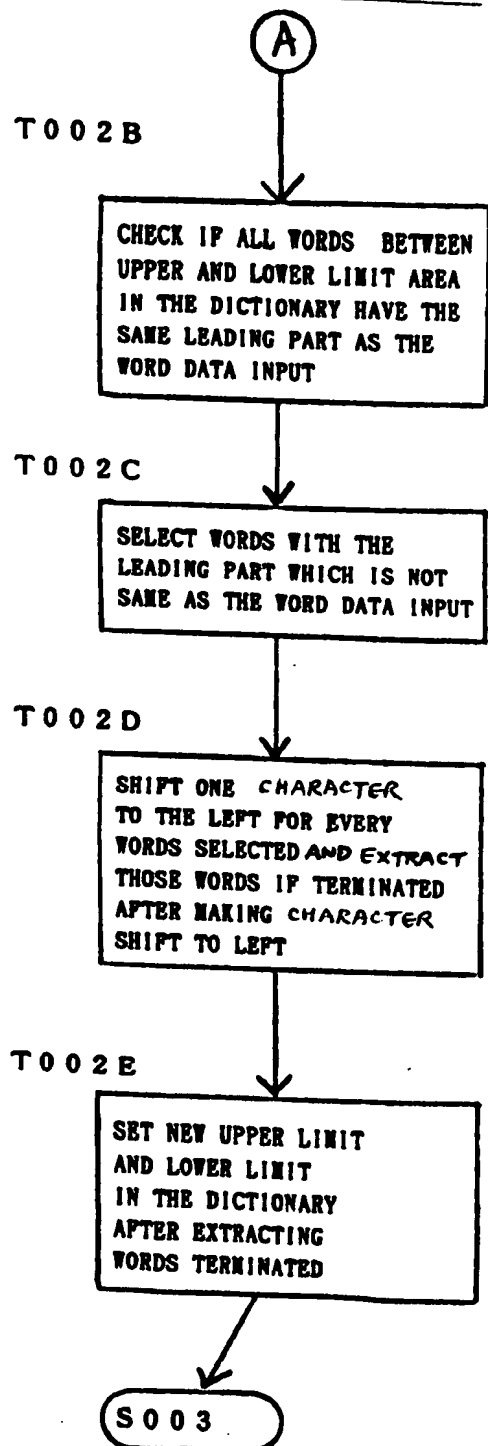 A
T002B
CHECK IF ALL WORDS BETWEEN
UPPER AND LOWER LIMIT AREA
IN THE DICTIONARY HAVE THE
SAME LEADING PART AS THE
WORD DATA INPUT
T002C
SELECT WORDS WITH THE
LEADING PART WHICH IS NOT
SAME AS THE WORD DATA INPUT
T002D
SHIFT ONE CHARACTER
TO THE LEFT FOR EVERY
WORDS SELECTED AND EXTRACT
THOSE WORDS IF TERMINATED
AFTER MAKING CHARACTER
SHIFT TO LEFT
T002E
SET NEW UPPER LIMIT
AND LOWER LIMIT
IN THE DICTIONARY
AFTER EXTRACTING
WORDS TERMINATED
S003